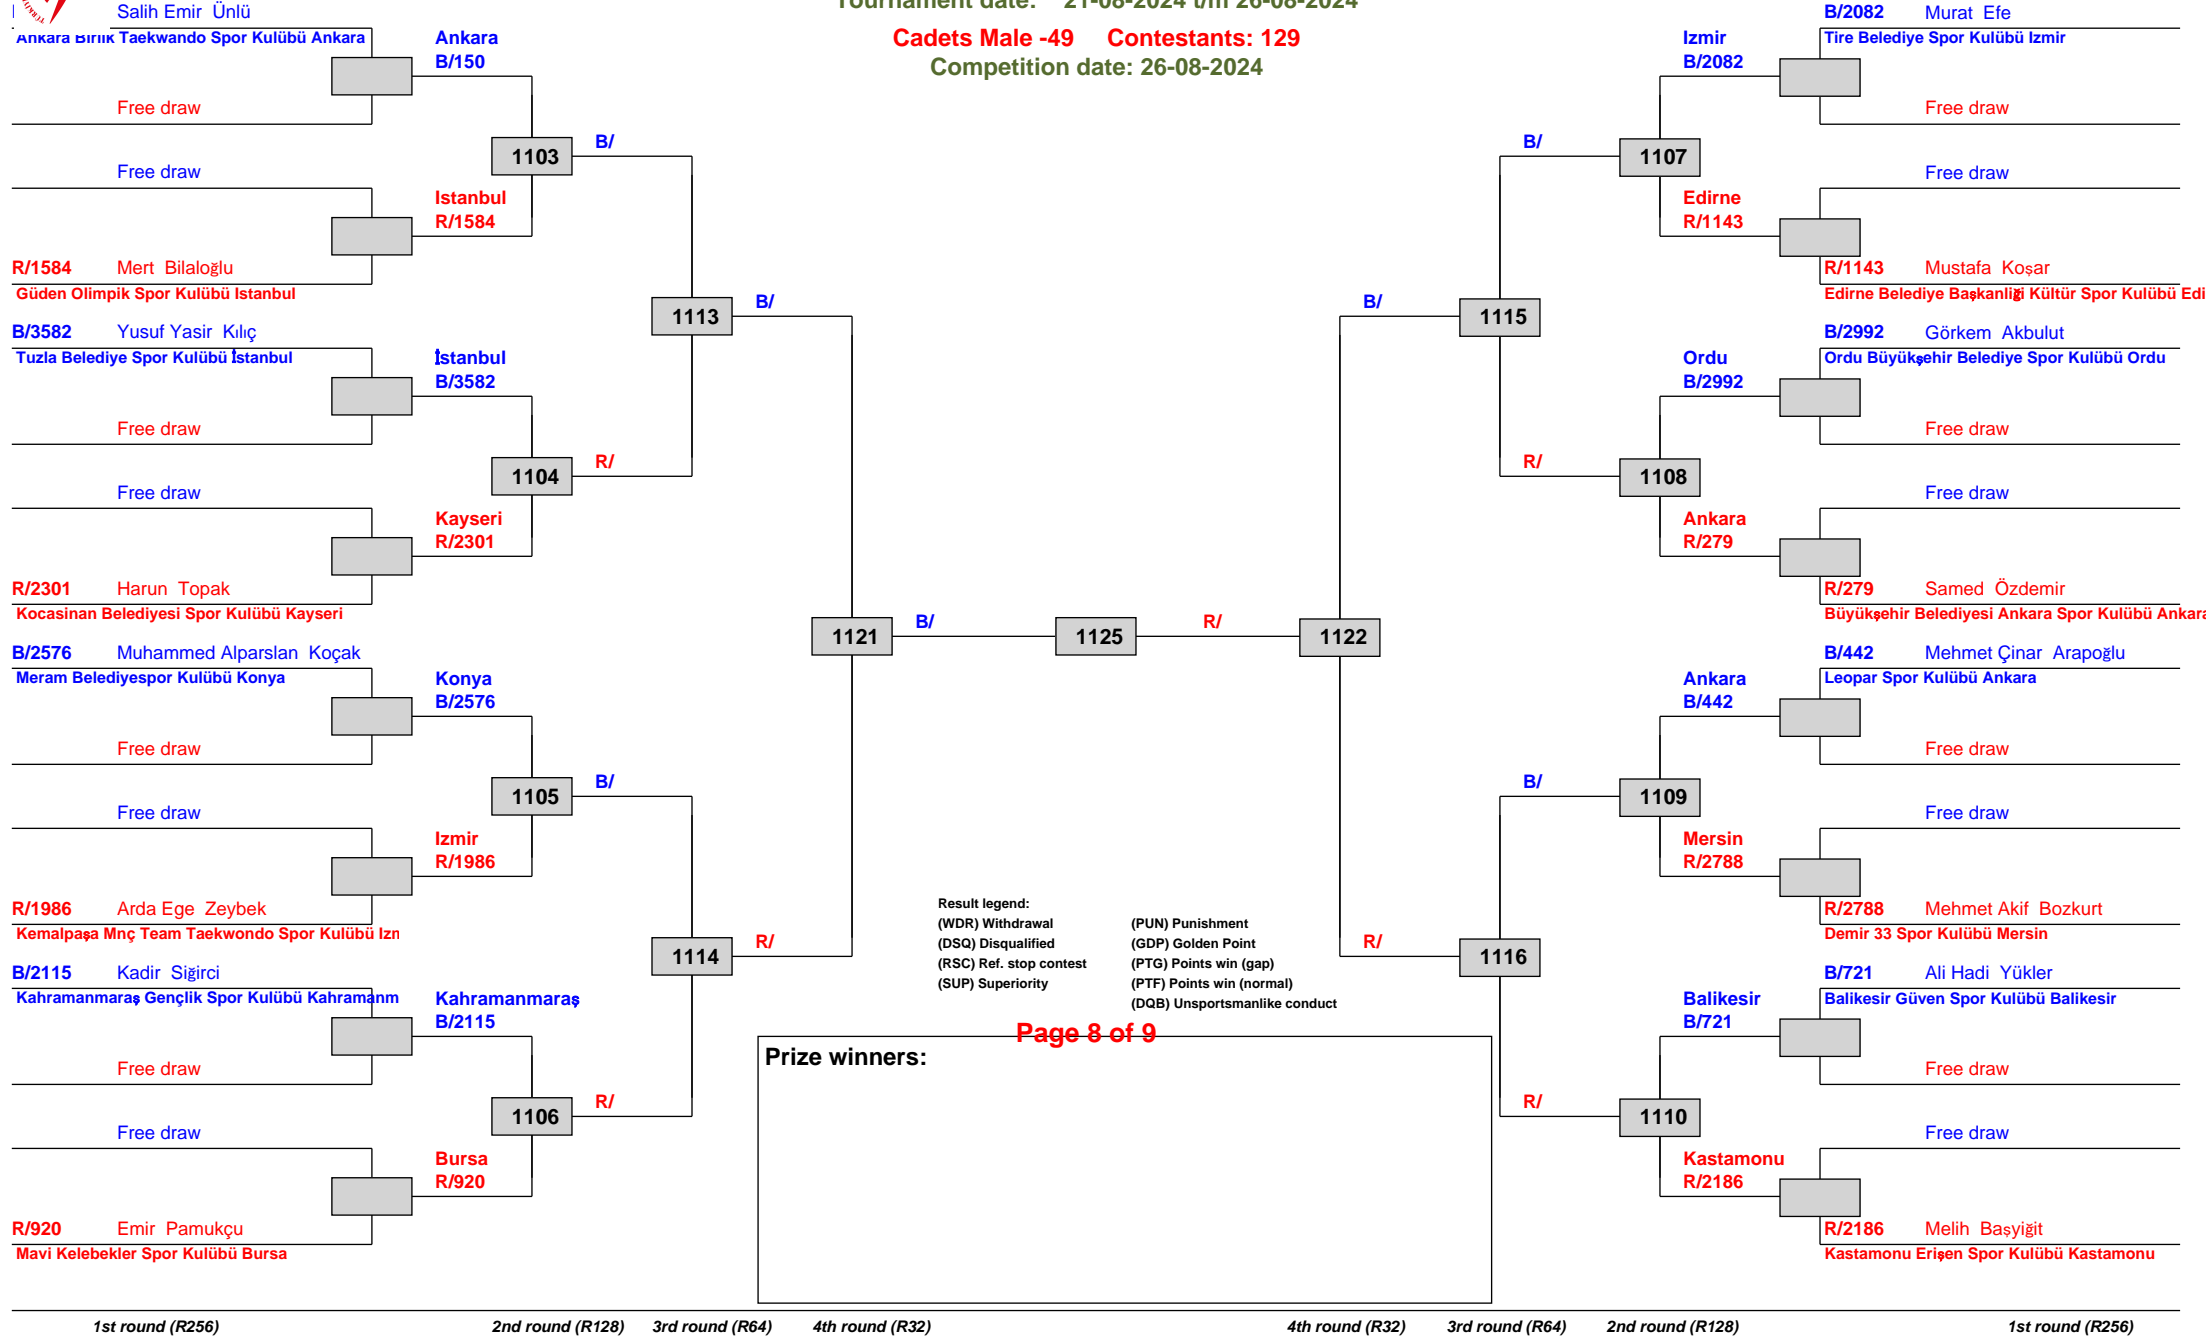 Tournament date: 21-08-2024 t/m 26-08-2024
Cadets Male -49 Contestants: 129
Competition date: 26-08-2024
Salih Emir Ünlü
Ankara Birlik Taekwando Spor Kulübü Ankara
Ankara
B/150
Free draw
1103
B/
Free draw
Istanbul
R/1584
R/1584 Mert Bilaloğlu
Güden Olimpik Spor Kulübü Istanbul
1113
B/
B/3582 Yusuf Yasir Kılıç
Tuzla Belediye Spor Kulübü İstanbul
İstanbul
B/3582
Free draw
1104
R/
Free draw
Kayseri
R/2301
R/2301 Harun Topak
Kocasinan Belediyesi Spor Kulübü Kayseri
1121
B/
1125
R/
1122
B/2576 Muhammed Alparslan Koçak
Meram Belediyespor Kulübü Konya
Konya
B/2576
Free draw
1105
B/
Free draw
Izmir
R/1986
R/1986 Arda Ege Zeybek
Kemalpaşa Mnç Team Taekwondo Spor Kulübü Izn
1114
R/
B/2115 Kadir Siğirci
Kahramanmaraş Gençlik Spor Kulübü Kahramanm
Kahramanmaraş
B/2115
Free draw
1106
R/
Free draw
Bursa
R/920
R/920 Emir Pamukçu
Mavi Kelebekler Spor Kulübü Bursa
B/2082 Murat Efe
Tire Belediye Spor Kulübü Izmir
Izmir
B/2082
Free draw
B/
1107
Free draw
Edirne
R/1143
R/1143 Mustafa Koşar
Edirne Belediye Başkanliği Kültür Spor Kulübü Edi
B/
1115
B/2992 Görkem Akbulut
Ordu Büyükşehir Belediye Spor Kulübü Ordu
Ordu
B/2992
Free draw
R/
1108
Free draw
Ankara
R/279
R/279 Samed Özdemir
Büyükşehir Belediyesi Ankara Spor Kulübü Ankara
B/442 Mehmet Çinar Arapoğlu
Leopar Spor Kulübü Ankara
Ankara
B/442
Free draw
B/
1109
Free draw
Mersin
R/2788
R/2788 Mehmet Akif Bozkurt
Demir 33 Spor Kulübü Mersin
R/
1116
B/721 Ali Hadi Yükler
Balikesir Güven Spor Kulübü Balikesir
Balikesir
B/721
Free draw
R/
1110
Free draw
Kastamonu
R/2186
R/2186 Melih Başyiğit
Kastamonu Erişen Spor Kulübü Kastamonu
Result legend:
(WDR) Withdrawal (PUN) Punishment
(DSQ) Disqualified (GDP) Golden Point
(RSC) Ref. stop contest (PTG) Points win (gap)
(SUP) Superiority (PTF) Points win (normal)
(DQB) Unsportsmanlike conduct
Page 8 of 9
Prize winners:
1st round (R256) 2nd round (R128) 3rd round (R64) 4th round (R32) 4th round (R32) 3rd round (R64) 2nd round (R128) 1st round (R256)